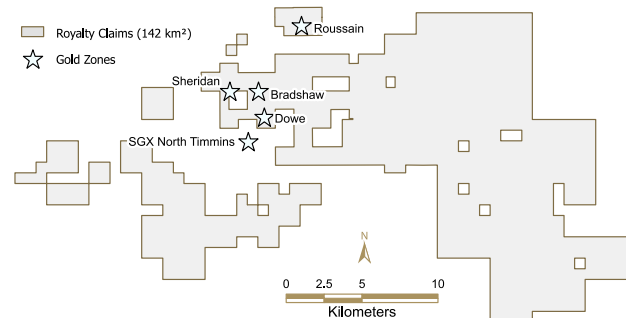 Royalty Claims (142 km²)
Gold Zones
Roussain
Sheridan
Bradshaw
Dowe
SGX North Timmins
N
0 2.5 5 10
Kilometers